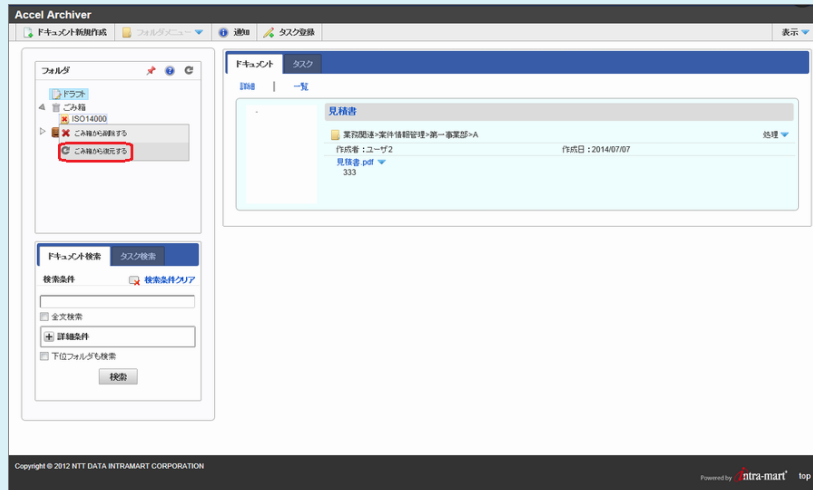 Accel Archiver
ドキュメント新規作成 フォルダメニュー 通知 タスク登録 表示
フォルダ
ドラフト
ごみ箱
ISO14000
ごみ箱から削除する
ごみ箱から復元する
ドキュメント検索 タスク検索
検索条件 検索条件クリア
全文検索
詳細条件
下位フォルダも検索
検索
ドキュメント タスク
詳細 | 一覧
見積書
業務関連>案件情報管理>第一事業部>A 処理
作成者:ユーザ2 作成日:2014/07/07
見積書.pdf
333
Copyright © 2012 NTT DATA INTRAMART CORPORATION
Powered by intra-mart top